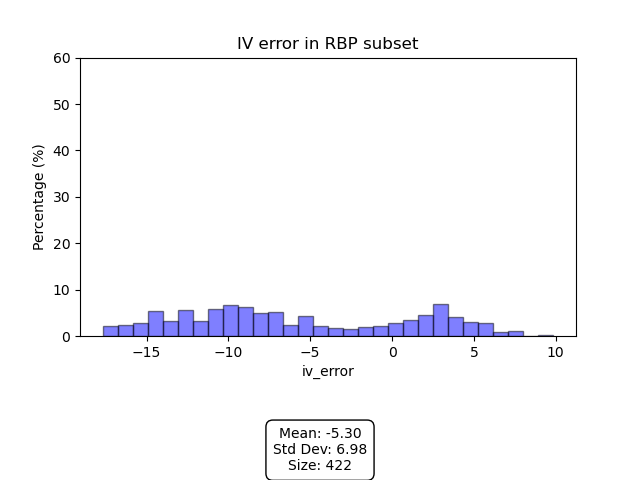 IV error in RBP subset
60
50
40
30
20
10
0
Percentage (%)
−15
−10
−5
0
5
10
iv_error
Mean: -5.30
Std Dev: 6.98
Size: 422